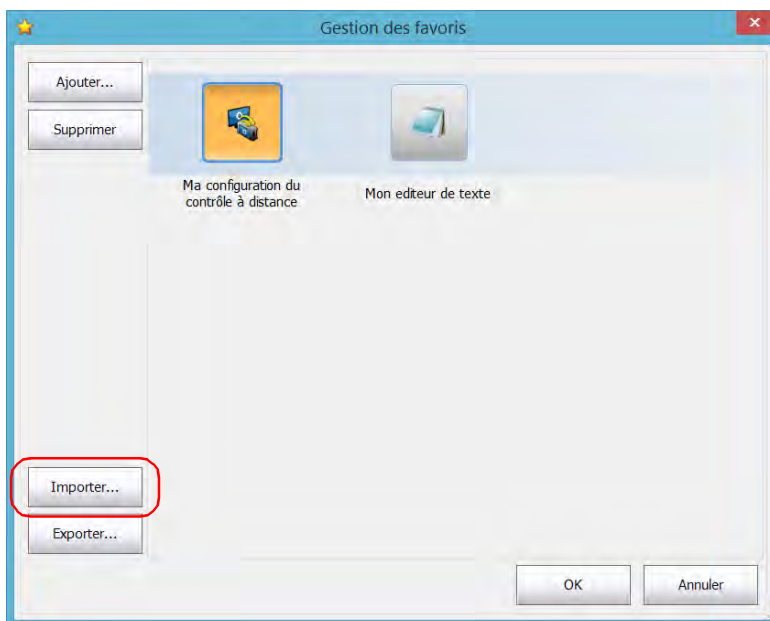 Gestion des favoris
Ajouter...
Supprimer
Ma configuration du
contrôle à distance
Mon editeur de texte
Importer...
Exporter...
OK
Annuler